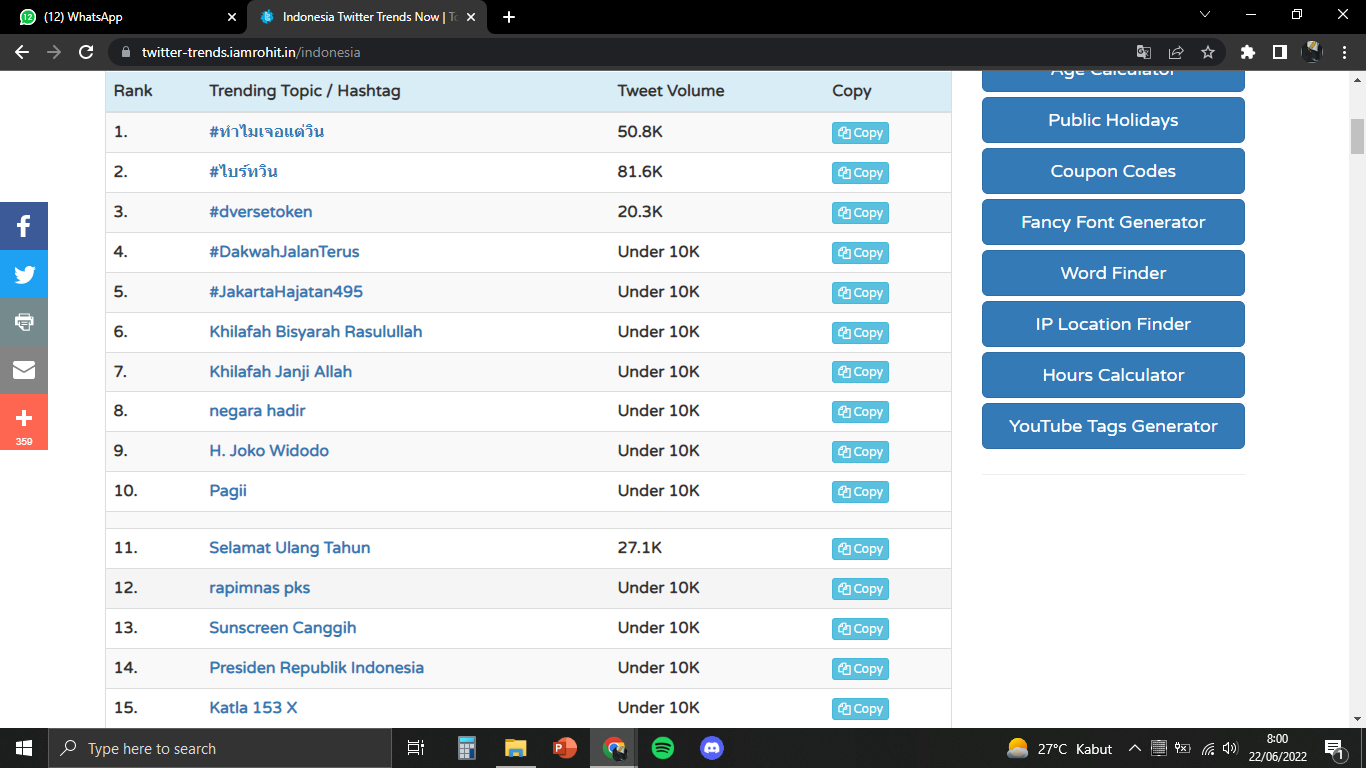 (12) WhatsApp
Indonesia Twitter Trends Now | To
twitter-trends.iamrohit.in/indonesia
Rank Trending Topic / Hashtag Tweet Volume Copy
1. #ทำไมเจอแต่วิน 50.8K Copy
2. #ไบร์ทวิน 81.6K Copy
3. #dversetoken 20.3K Copy
4. #DakwahJalanTerus Under 10K Copy
5. #JakartaHajatan495 Under 10K Copy
6. Khilafah Bisyarah Rasulullah Under 10K Copy
7. Khilafah Janji Allah Under 10K Copy
8. negara hadir Under 10K Copy
9. H. Joko Widodo Under 10K Copy
10. Pagii Under 10K Copy
11. Selamat Ulang Tahun 27.1K Copy
12. rapimnas pks Under 10K Copy
13. Sunscreen Canggih Under 10K Copy
14. Presiden Republik Indonesia Under 10K Copy
15. Katla 153 X Under 10K Copy
Age Calculator
Public Holidays
Coupon Codes
Fancy Font Generator
Word Finder
IP Location Finder
Hours Calculator
YouTube Tags Generator
359
Type here to search
27°C Kabut
8:00
22/06/2022
1